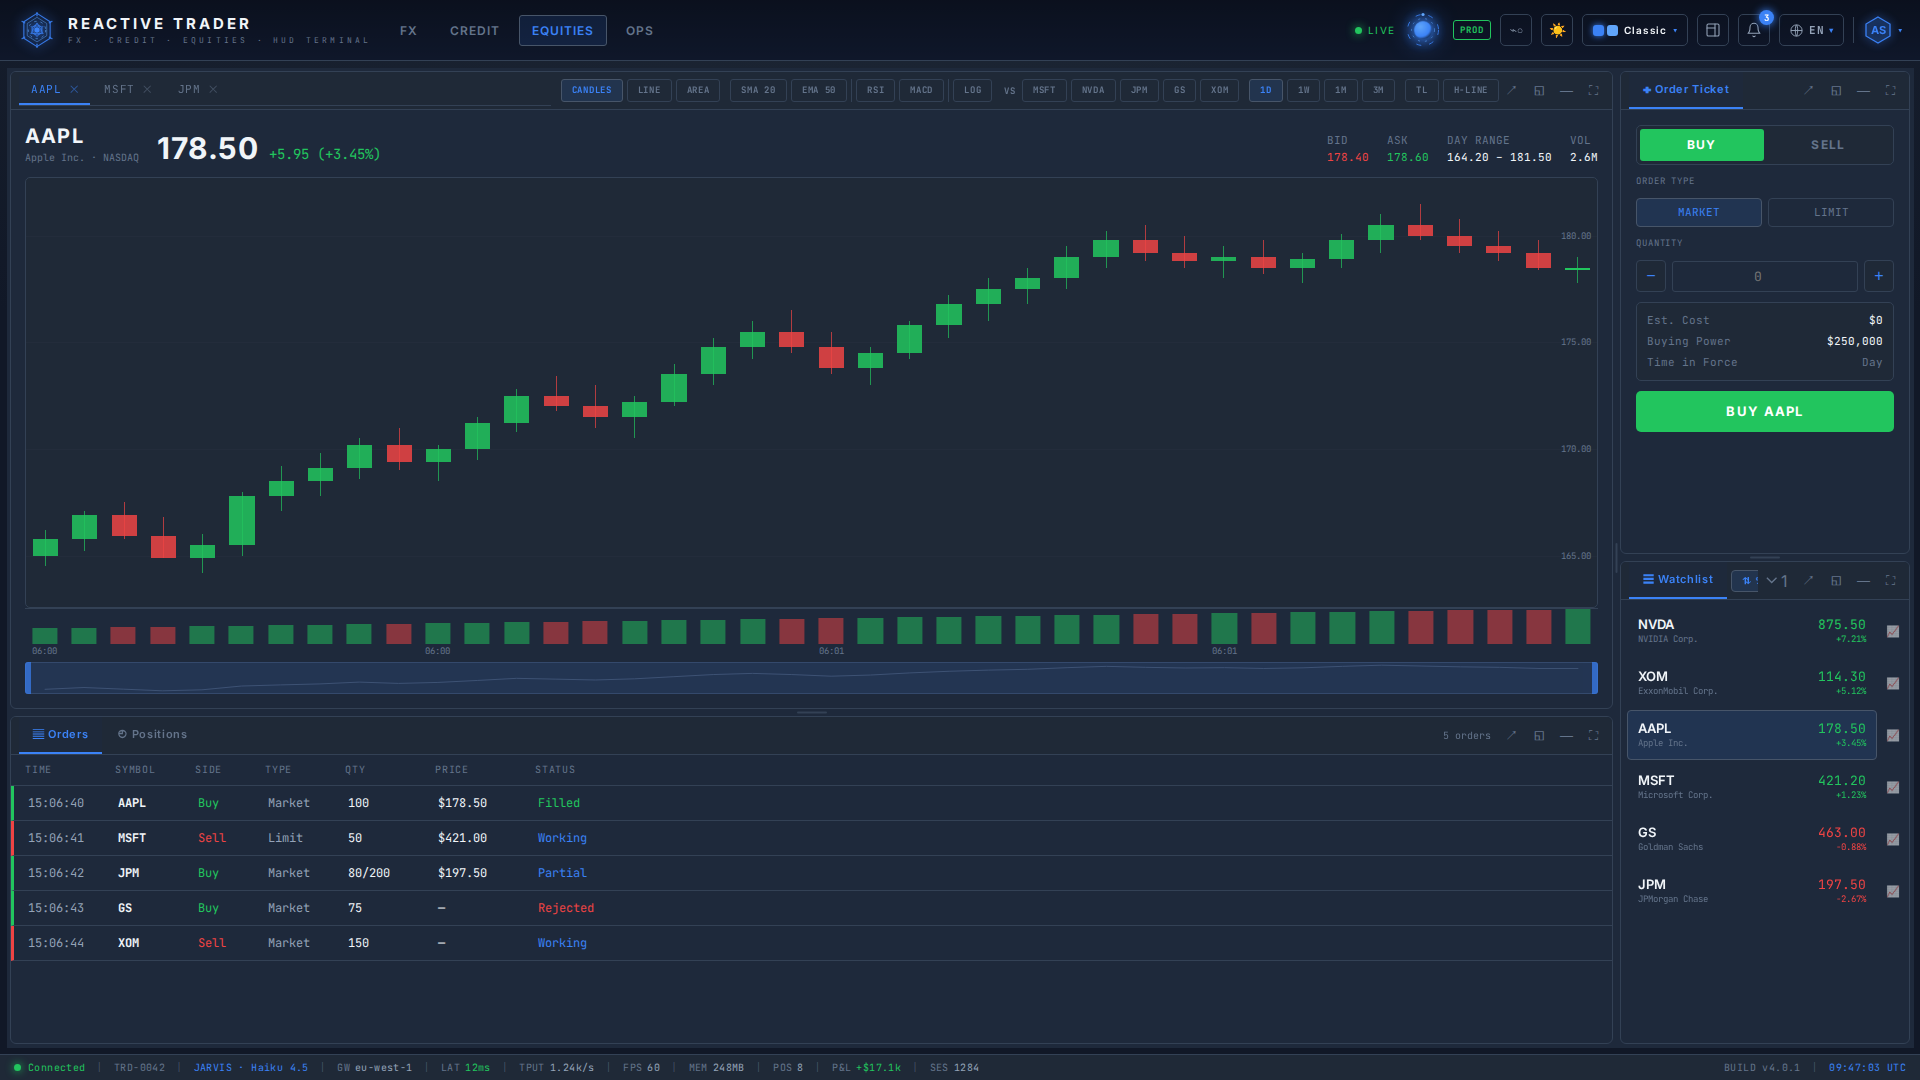 REACTIVE TRADER
FX · CREDIT · EQUITIES · HUD TERMINAL
FX CREDIT EQUITIES OPS
LIVE PROD Classic 3 EN AS
AAPL MSFT JPM
CANDLES LINE AREA SMA 20 EMA 50 RSI MACD LOG VS MSFT NVDA JPM GS XOM 1D 1W 1M 3M TL H-LINE
AAPL
Apple Inc. · NASDAQ
178.50 +5.95 (+3.45%)
BID ASK DAY RANGE VOL
178.40 178.60 164.20 – 181.50 2.6M
180.00
175.00
170.00
165.00
06:00 06:00 06:01 06:01
Orders Positions 5 orders
TIME SYMBOL SIDE TYPE QTY PRICE STATUS
15:06:40 AAPL Buy Market 100 $178.50 Filled
15:06:41 MSFT Sell Limit 50 $421.00 Working
15:06:42 JPM Buy Market 80/200 $197.50 Partial
15:06:43 GS Buy Market 75 — Rejected
15:06:44 XOM Sell Market 150 — Working
Order Ticket
BUY SELL
ORDER TYPE
MARKET LIMIT
QUANTITY
− 0 +
Est. Cost $0
Buying Power $250,000
Time in Force Day
BUY AAPL
Watchlist 1
NVDA 875.50
NVIDIA Corp. +7.21%
XOM 114.30
ExxonMobil Corp. +5.12%
AAPL 178.50
Apple Inc. +3.45%
MSFT 421.20
Microsoft Corp. +1.23%
GS 463.00
Goldman Sachs -0.88%
JPM 197.50
JPMorgan Chase -2.67%
Connected TRD-0042 JARVIS · Haiku 4.5 GW eu-west-1 LAT 12ms TPUT 1.24k/s FPS 60 MEM 248MB POS 8 P&L +$17.1k SES 1284 BUILD v4.0.1 09:47:03 UTC